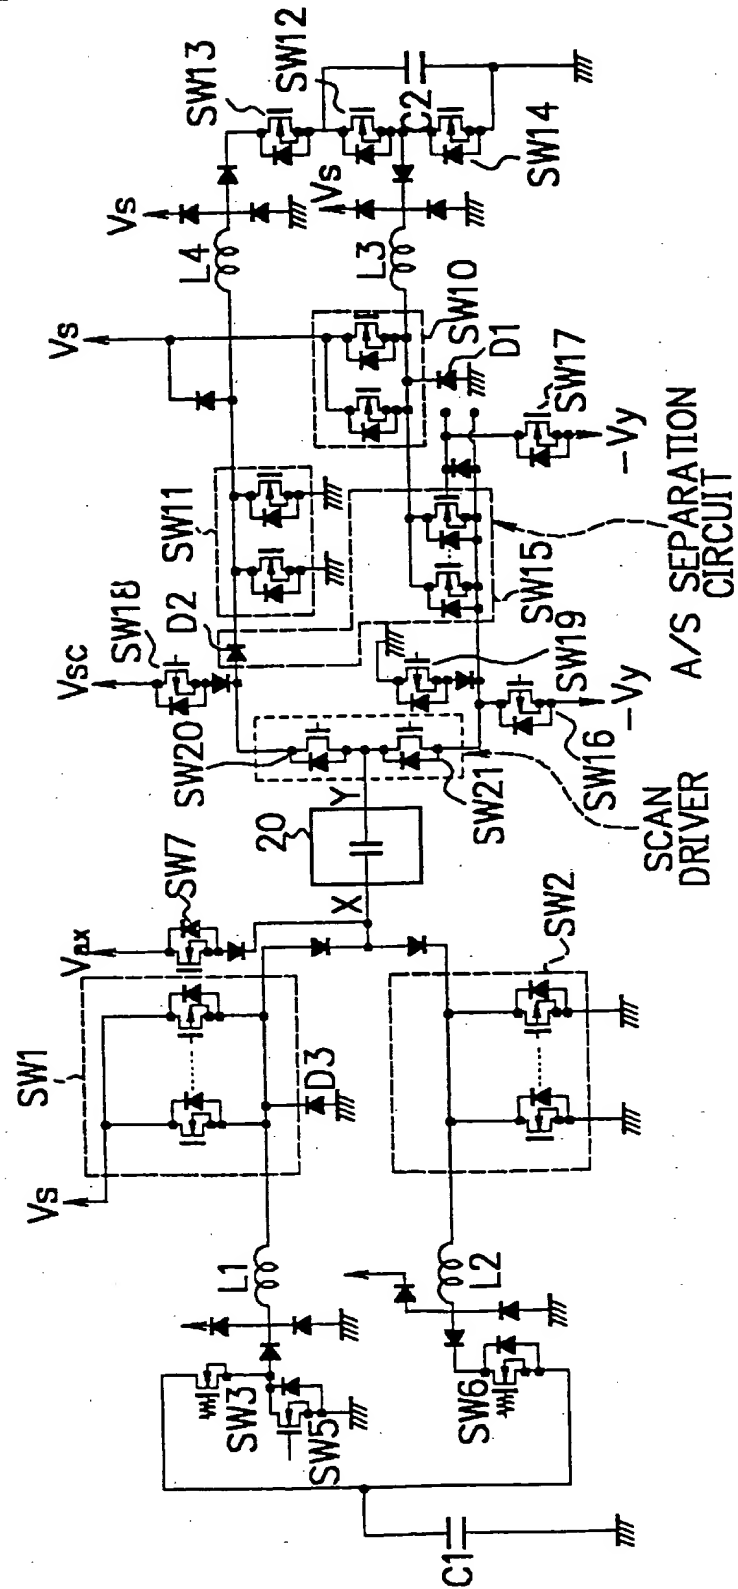 SW13
SW12
C2
SW14
Vs
Vs
L4
L3
Vs
SW10
D1
SW17
-Vy
SW11
A/S SEPARATION
CIRCUIT
SW15
SW18
D2
Vsc
SW19
-Vy
SW16
SW20
SW21
SCAN
DRIVER
Y
20
X
SW7
Vax
SW2
SW1
D3
Vs
L1
L2
SW3
SW5
SW6
C1